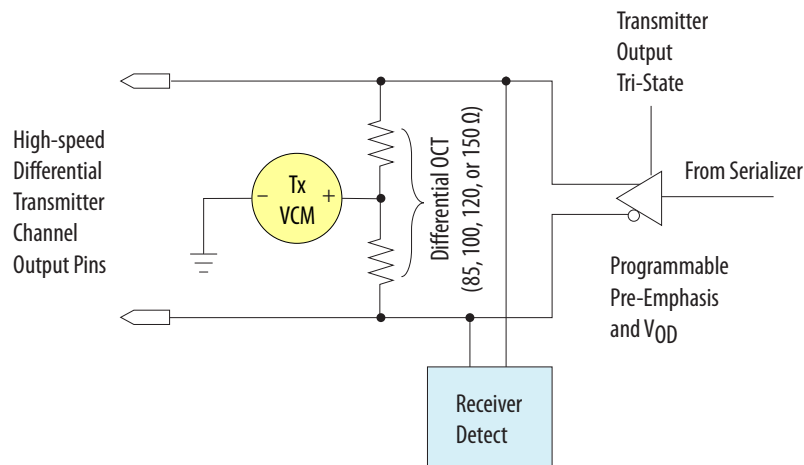 Transmitter
Output
Tri-State
High-speed
Differential
Transmitter
Channel
Output Pins
− Tx +
VCM
Differential OCT
(85, 100, 120, or 150 Ω)
From Serializer
Programmable
Pre-Emphasis
and VOD
Receiver
Detect